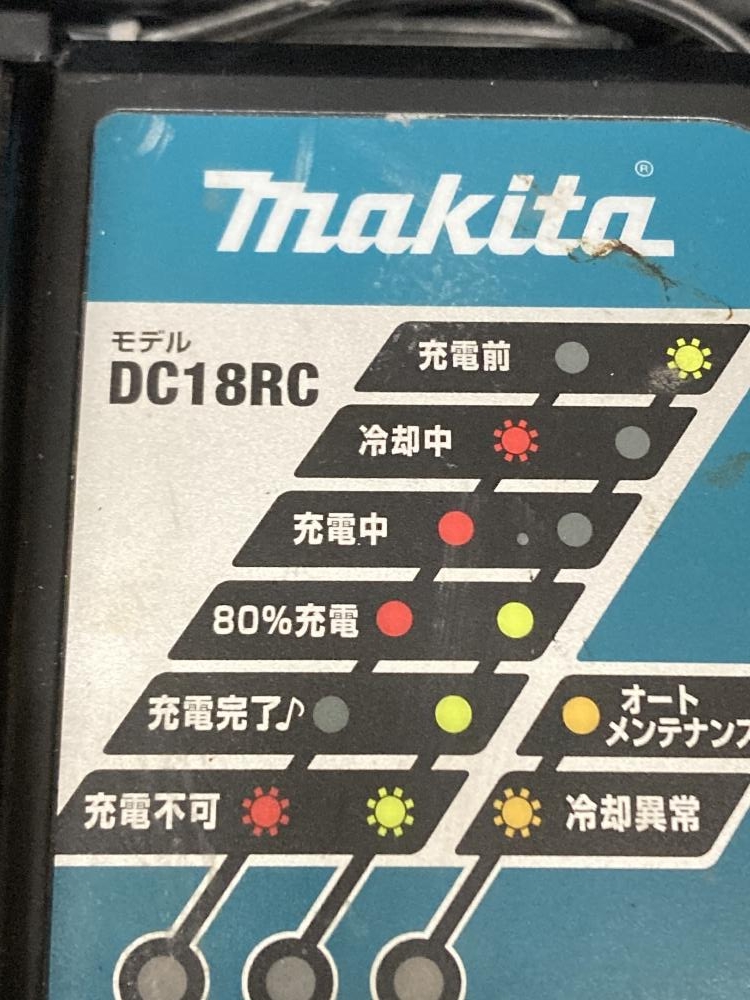 makita®
モデル
DC18RC
充電前
冷却中
充電中
80%充電
充電完了♪
オート
メンテナンス
充電不可
冷却異常